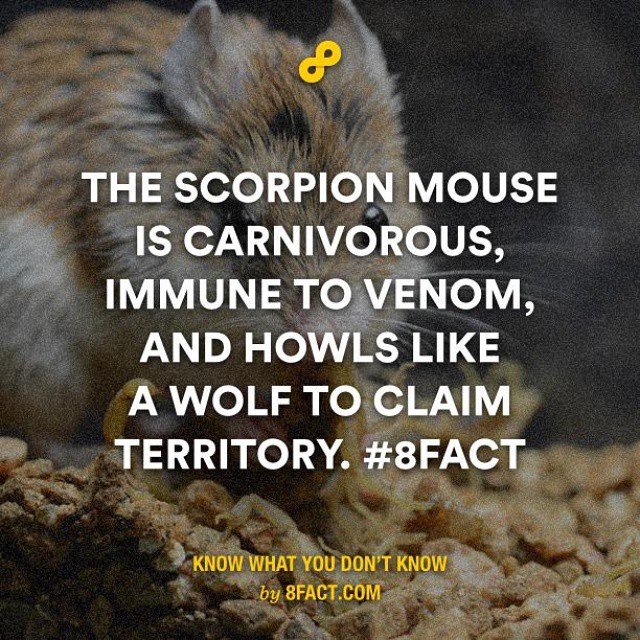 THE SCORPION MOUSE
IS CARNIVOROUS,
IMMUNE TO VENOM,
AND HOWLS LIKE
A WOLF TO CLAIM
TERRITORY. #8FACT
KNOW WHAT YOU DON'T KNOW
by 8FACT.COM